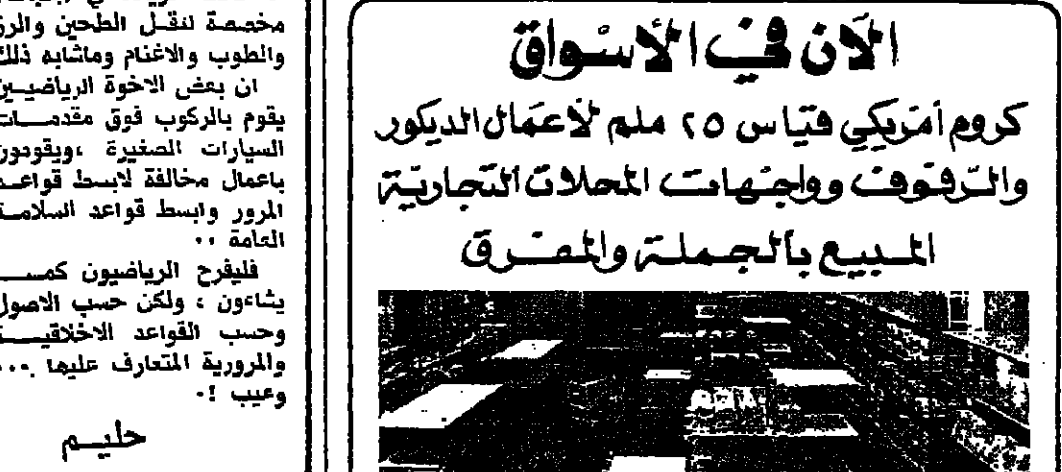 الآن في الأسواق
كروم أمريكي قياس ٢٥ ملم لأعمال الديكور
والرفوف وواجهات المحلات التجارية
المبيع بالجملة والمفرق
مخصصة لنقل الطحين والرز
والطوب والاغنام وماشابه ذلك
ان بعض الاخوة الرياضيين
يقوم بالركوب فوق مقدمات
السيارات الصغيرة ،ويقودون
باعمال مخالفة لابسط قواعد
المرور وابسط قواعد السلامة
العامة ..
فليفرح الرياضيون كمـــ
يشاءون ، ولكن حسب الاصول
وحسب القواعد الاخلاقيـــة
والمرورية المتعارف عليها ...
وعيب !.
حليم